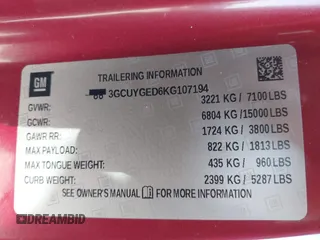 GM
TRAILERING INFORMATION
3GCUYGED6KG107194
GVWR: 3221 KG / 7100 LBS
GCWR: 6804 KG / 15000 LBS
GAWR RR: 1724 KG / 3800 LBS
MAX PAYLOAD: 822 KG / 1813 LBS
MAX TONGUE WEIGHT: 435 KG / 960 LBS
CURB WEIGHT: 2399 KG / 5287 LBS
SEE OWNER'S MANUAL FOR MORE INFORMATION
DREAMBID